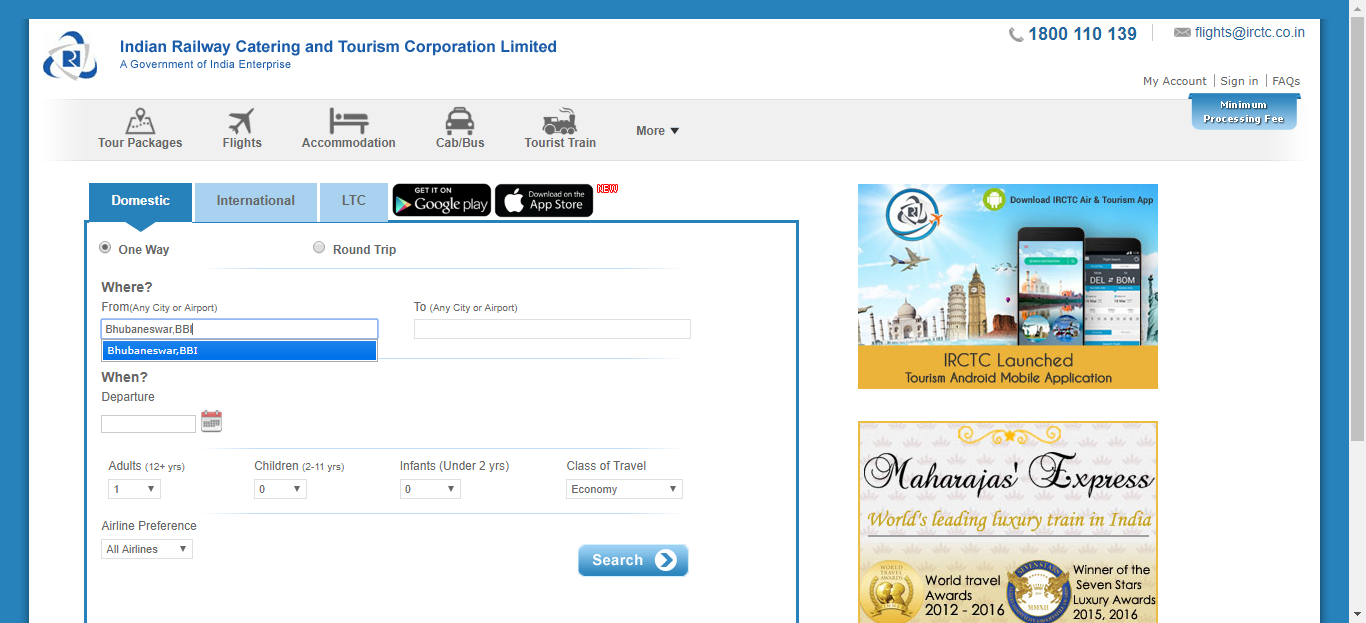 Indian Railway Catering and Tourism Corporation Limited
A Government of India Enterprise
1800 110 139
flights@irctc.co.in
My Account | Sign in | FAQs
Minimum
Processing Fee
Tour Packages
Flights
Accommodation
Cab/Bus
Tourist Train
More
Domestic
International
LTC
GET IT ON
Google play
Download on the
App Store
NEW
One Way
Round Trip
Where?
From(Any City or Airport)
To (Any City or Airport)
Bhubaneswar,BBI
Bhubaneswar,BBI
When?
Departure
Adults (12+ yrs)
Children (2-11 yrs)
Infants (Under 2 yrs)
Class of Travel
1
0
0
Economy
Airline Preference
All Airlines
Search
Download IRCTC Air & Tourism App
DEL
BOM
IRCTC Launched
Tourism Android Mobile Application
Maharajas' Express
World's leading luxury train in India
WORLD
TRAVEL
AWARDS
World travel
Awards
2012 - 2016
SEVEN STARS
MMXII
Winner of the
Seven Stars
Luxury Awards
2015, 2016